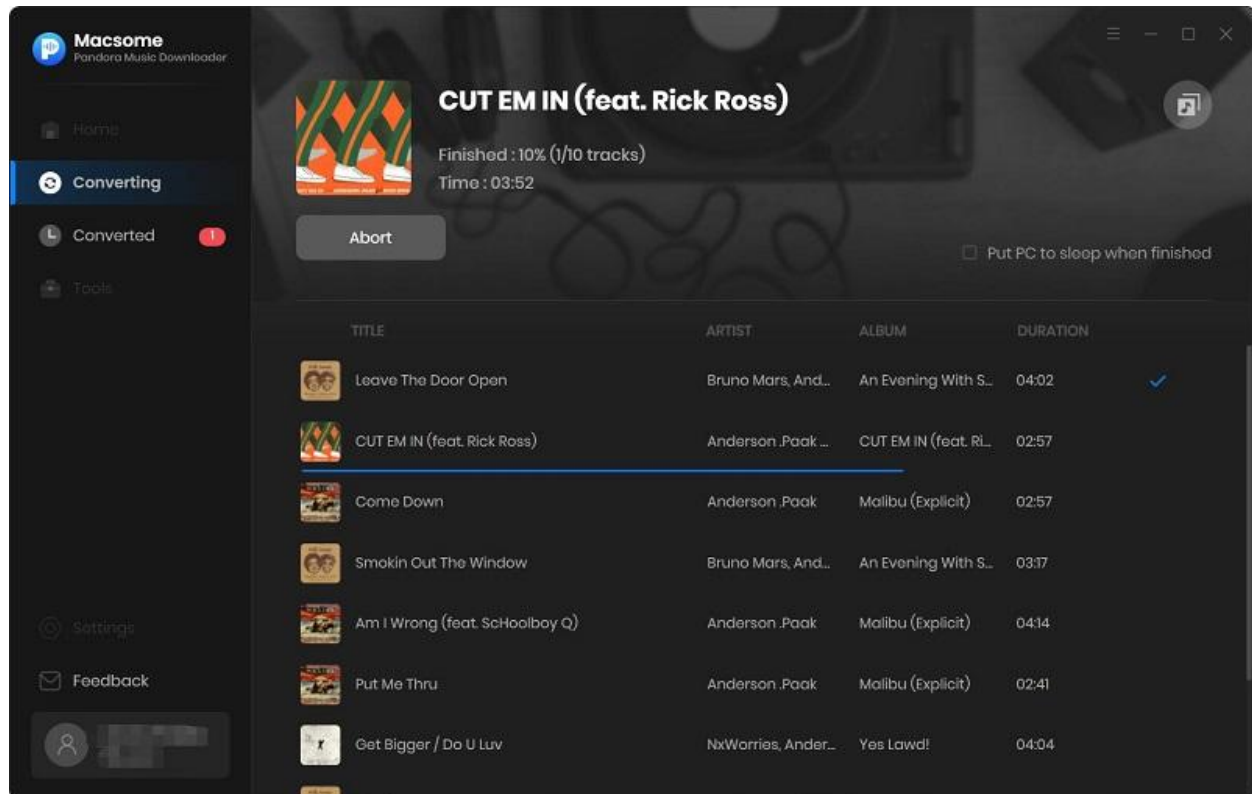 Macsome
Pandora Music Downloader
Home
Converting
Converted 1
Tools
Settings
Feedback
CUT EM IN (feat. Rick Ross)
Finished : 10% (1/10 tracks)
Time : 03:52
Abort
Put PC to sleep when finished
TITLE ARTIST ALBUM DURATION
Leave The Door Open Bruno Mars, And... An Evening With S... 04:02
CUT EM IN (feat. Rick Ross) Anderson .Paak ... CUT EM IN (feat. Ri... 02:57
Come Down Anderson .Paak Malibu (Explicit) 02:57
Smokin Out The Window Bruno Mars, And... An Evening With S... 03:17
Am I Wrong (feat. ScHoolboy Q) Anderson .Paak Malibu (Explicit) 04:14
Put Me Thru Anderson .Paak Malibu (Explicit) 02:41
Get Bigger / Do U Luv NxWorries, Ander... Yes Lawd! 04:04